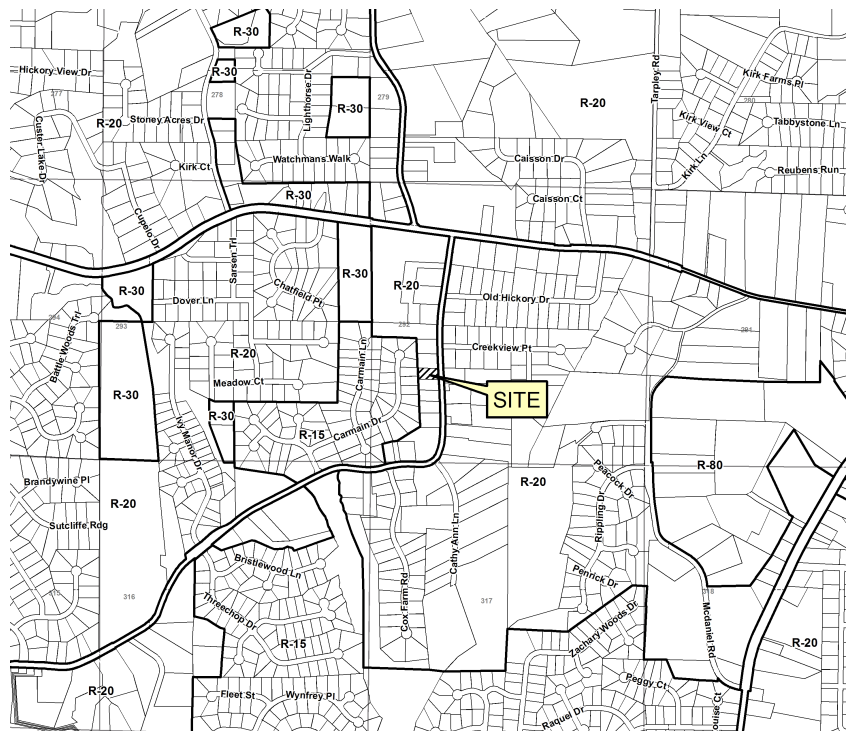 R-30
Hickory View Dr
R-30
Lighthorse Dr
Tarpley Rd
Kirk Farms Pl
277
278
279
R-30
R-20
280
Custer Lake Dr
R-20
Stoney Acres Dr
Kirk View Ct
Tabbystone Ln
Kirk Ct
Watchmans Walk
Caisson Dr
Kirk Ln
Reubens Run
R-30
Caisson Ct
Cupelo Dr
Sarsen Trl
R-30
Chatfield Pt
R-20
R-30
Dover Ln
Old Hickory Dr
294
293
292
291
Battle Woods Trl
R-20
Carmain Ln
Creekview Pt
Meadow Ct
R-30
SITE
R-30
Ivy Manor Dr
R-15
Carmain Dr
R-80
Peacock Dr
Brandywine Pl
R-20
R-20
Sutcliffe Rdg
Rippling Dr
Cathy Ann Ln
Bristlewood Ln
Penrick Dr
315
316
Threechop Dr
Cox Farm Rd
317
318
Zachary Woods Dr
Mcdaniel Rd
R-15
R-20
R-20
Fleet St
Wynfrey Pl
Peggy Ct
Raquel Dr
ouise Ct